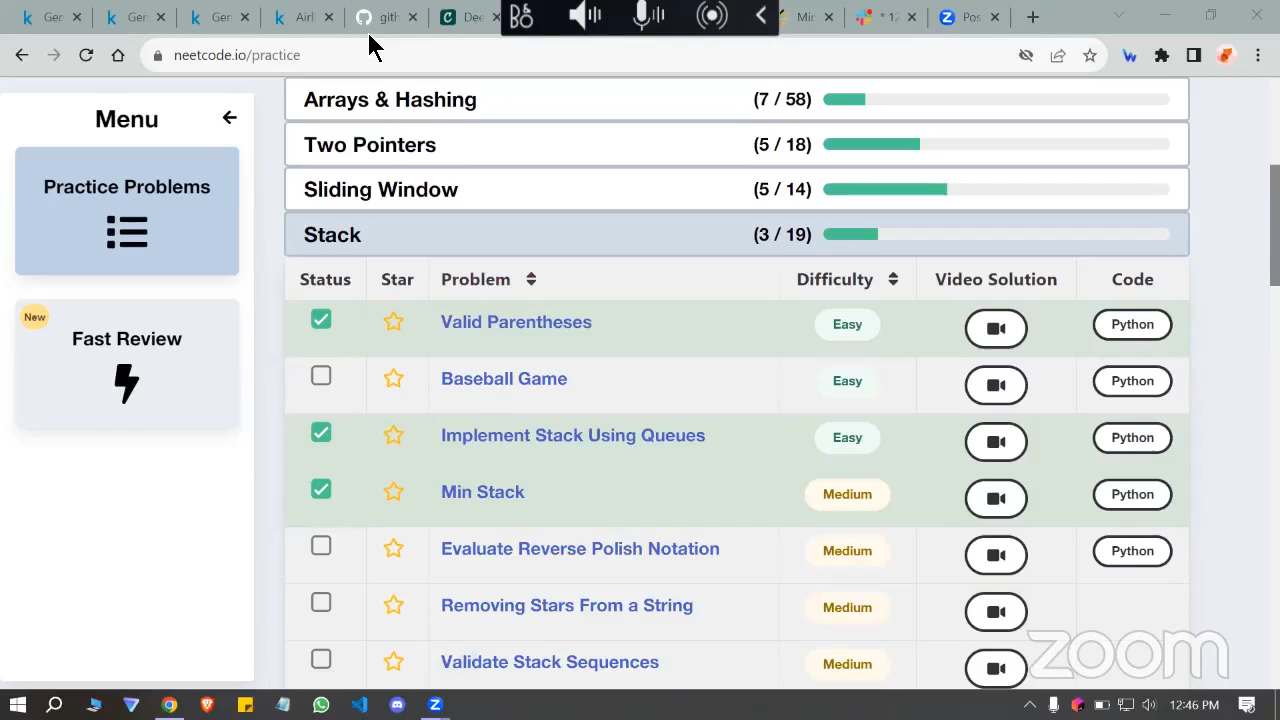 Ger
Ger
Ger
Airl
gith
Dee
Min
* 12
Pos
neetcode.io/practice
Menu
Practice Problems
New
Fast Review
Arrays & Hashing (7 / 58)
Two Pointers (5 / 18)
Sliding Window (5 / 14)
Stack (3 / 19)
Status Star Problem Difficulty Video Solution Code
Valid Parentheses Easy Python
Baseball Game Easy Python
Implement Stack Using Queues Easy Python
Min Stack Medium Python
Evaluate Reverse Polish Notation Medium Python
Removing Stars From a String Medium
Validate Stack Sequences Medium
zoom
12:46 PM